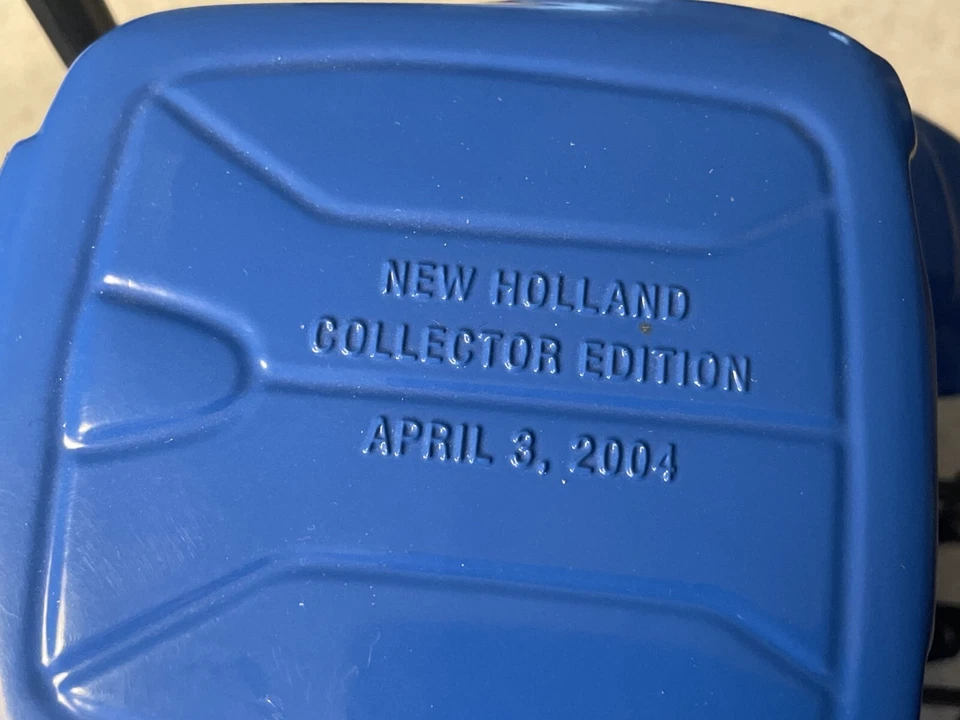 NEW HOLLAND
COLLECTOR EDITION
APRIL 3, 2004